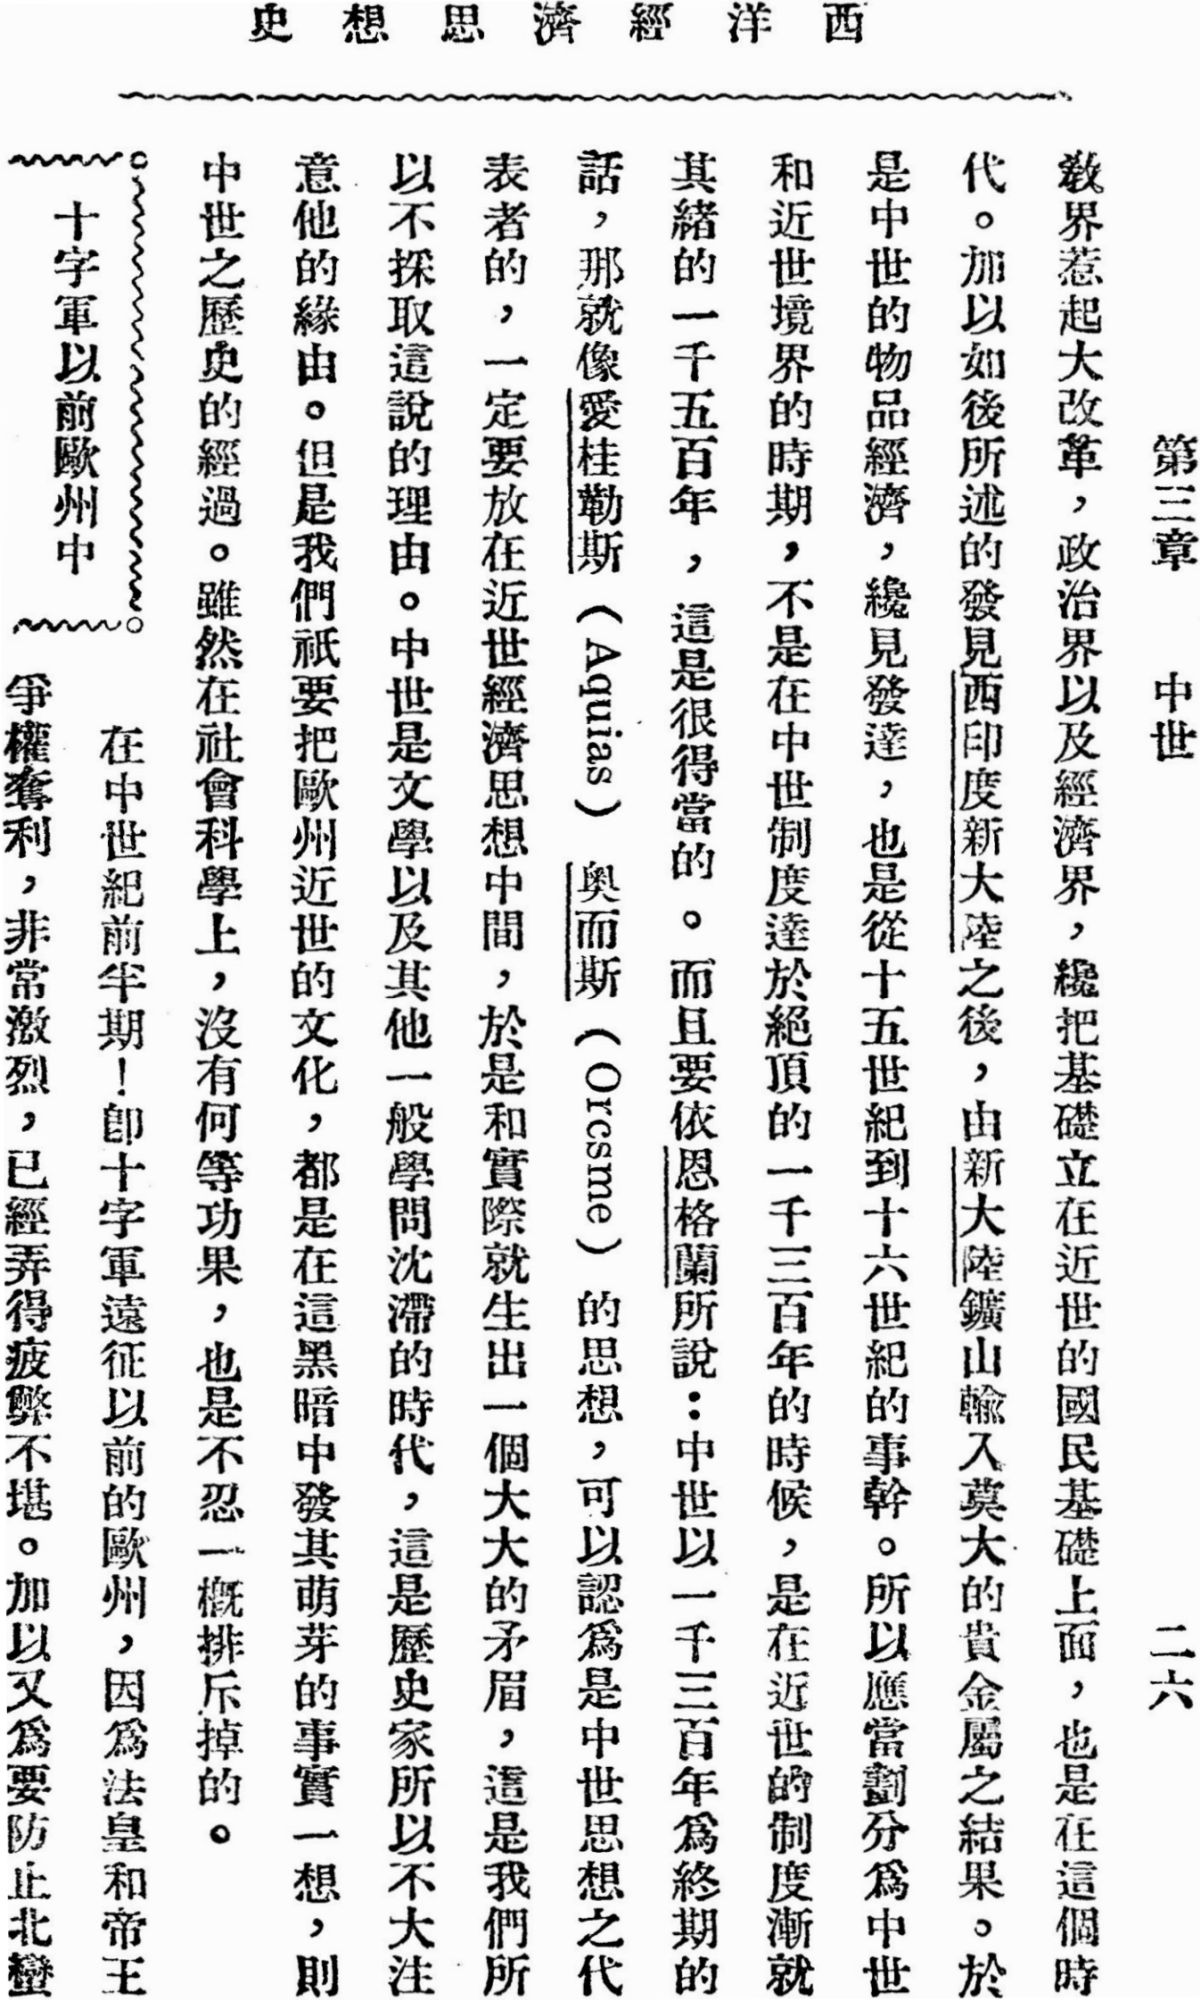 西洋經濟思想史
第三章　中世　二六
敎界惹起大改革，政治界以及經濟界，纔把基礎立在近世的國民基礎上面，也是在這個時
代。加以如後所述的發見西印度新大陸之後，由新大陸鑛山輸入莫大的貴金屬之結果。於
是中世的物品經濟，纔見發達，也是從十五世紀到十六世紀的事幹。所以應當劃分爲中世
和近世境界的時期，不是在中世制度達於絕頂的一千三百年的時候，是在近世的制度漸就
其緒的一千五百年，這是很得當的。而且要依恩格蘭所說：中世以一千三百年爲終期的
話，那就像愛桂勒斯（Aquias）奥而斯（Oresme）的思想，可以認爲是中世思想之代
表者的，一定要放在近世經濟思想中間，於是和實際就生出一個大大的矛眉，這是我們所
以不採取這說的理由。中世是文學以及其他一般學問沈滯的時代，這是歷史家所以不大注
意他的緣由。但是我們祇要把歐州近世的文化，都是在這黑暗中發其萌芽的事實一想，則
中世之歷史的經過。雖然在社會科學上，沒有何等功果，也是不忍一槪排斥掉的。
十字軍以前歐州中
在中世紀前半期！卽十字軍遠征以前的歐州，因爲法皇和帝王
爭權奪利，非常激烈，已經弄得疲弊不堪。加以又爲要防止北蠻